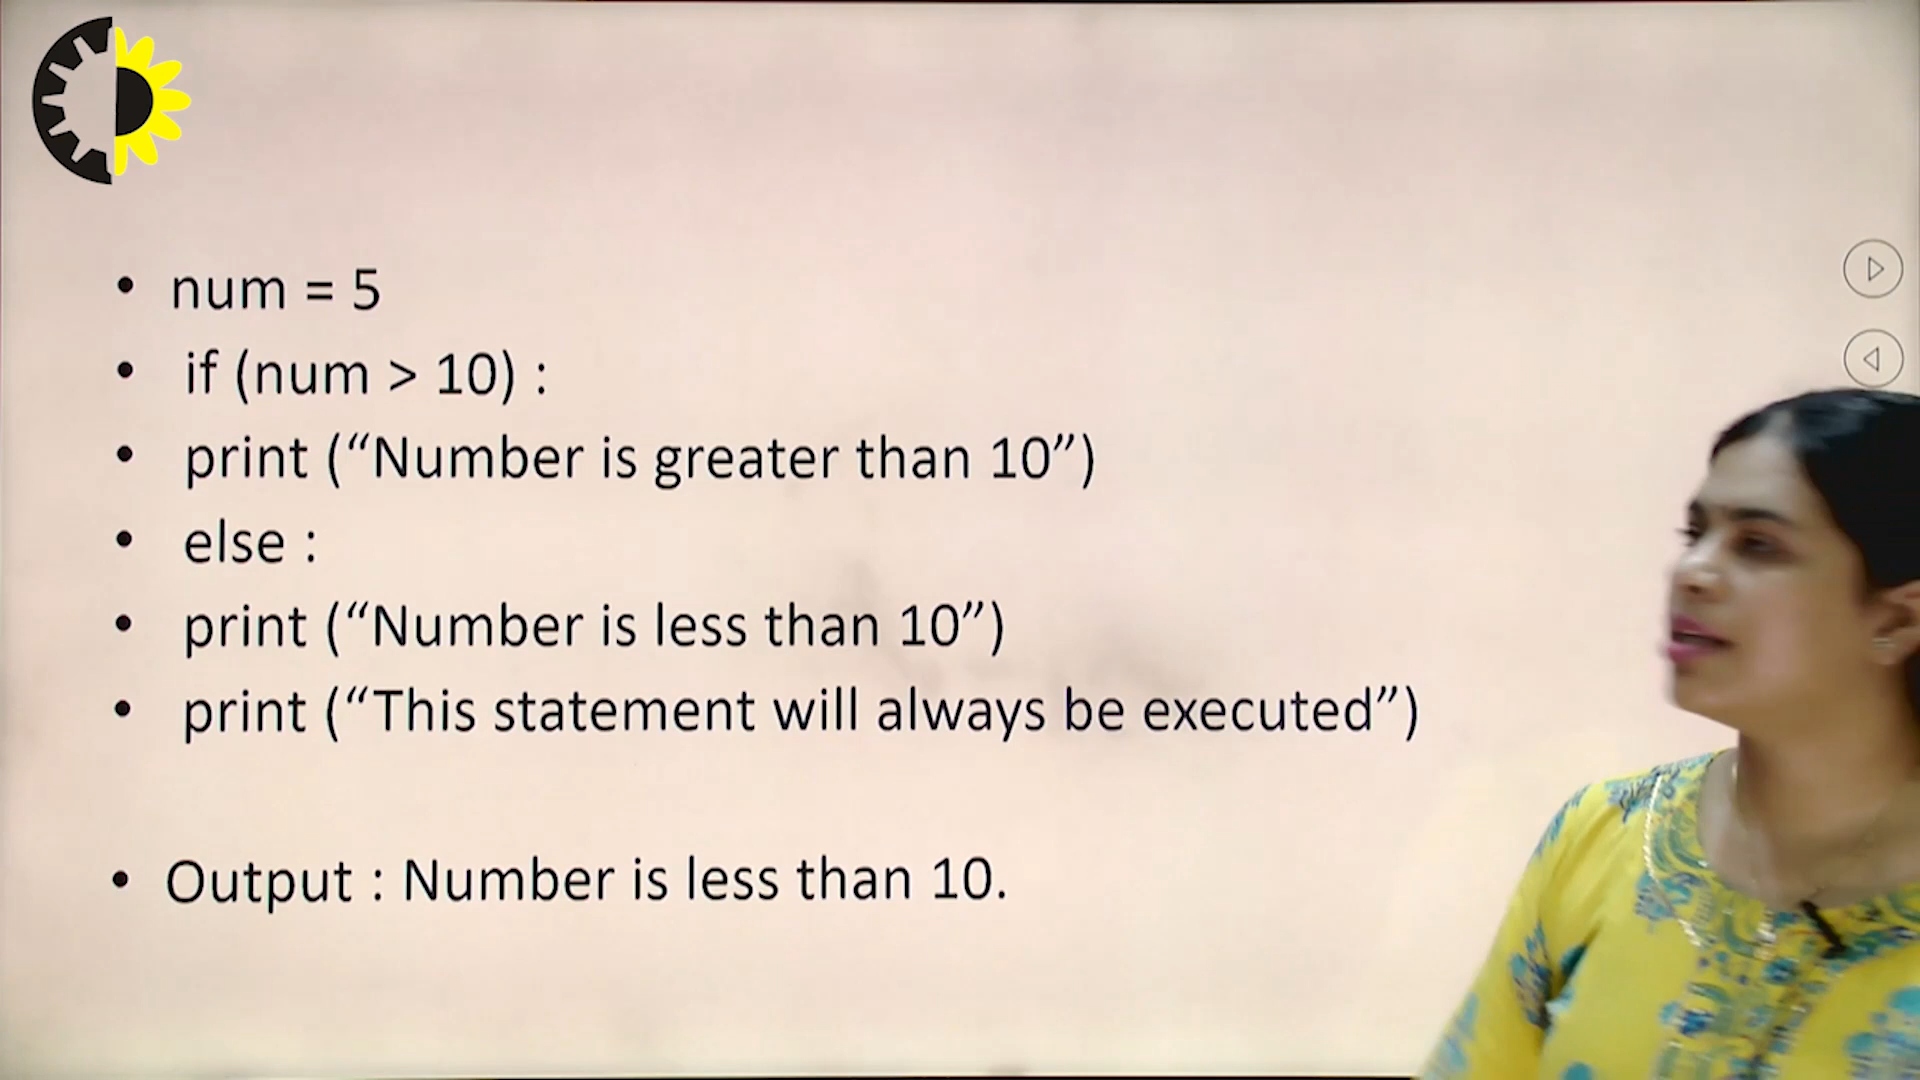 • num = 5
• if (num > 10) :
• print (“Number is greater than 10”)
• else :
• print (“Number is less than 10”)
• print (“This statement will always be executed”)
• Output : Number is less than 10.